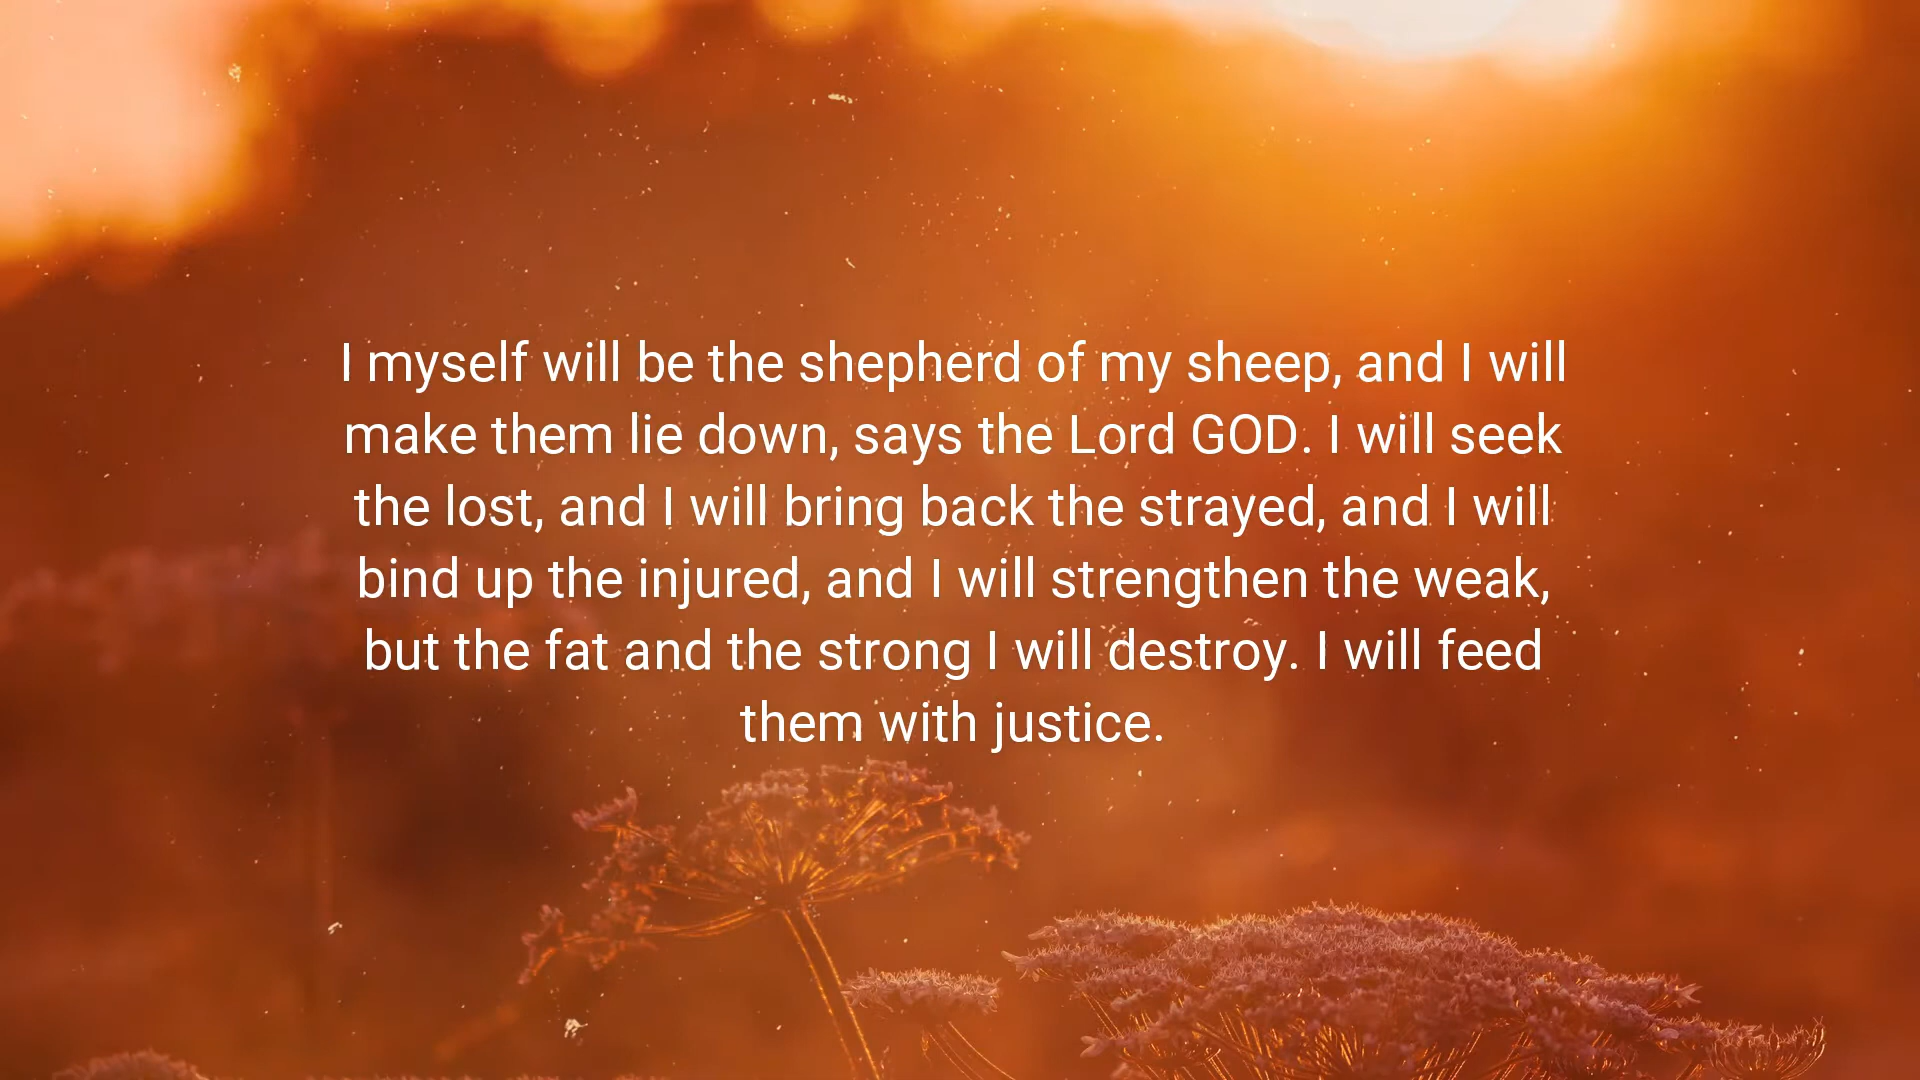 I myself will be the shepherd of my sheep, and I will
make them lie down, says the Lord GOD. I will seek
the lost, and I will bring back the strayed, and I will
bind up the injured, and I will strengthen the weak,
but the fat and the strong I will destroy. I will feed
them with justice.